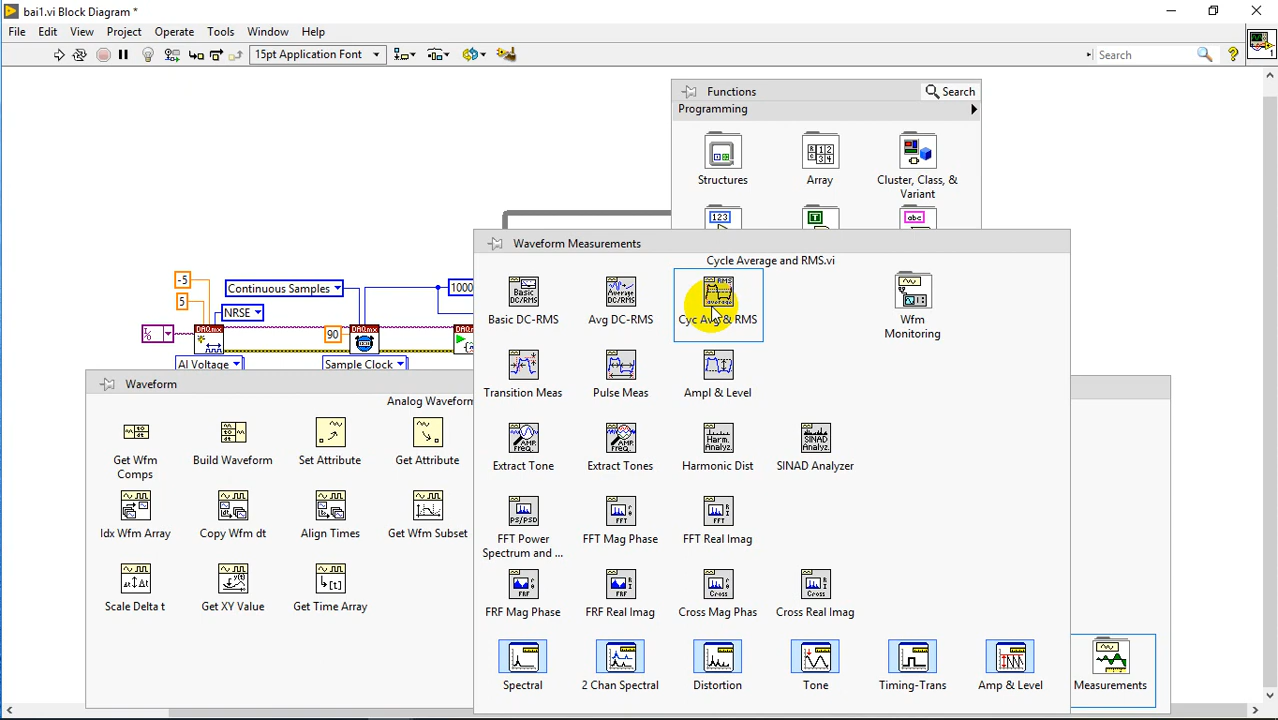 bai1.vi Block Diagram *
File Edit View Project Operate Tools Window Help
15pt Application Font
Search
Functions
Search
Programming
Structures
Array
Cluster, Class, &
Variant
123
T
abc
Waveform Measurements
Cycle Average and RMS.vi
Basic DC-RMS
Avg DC-RMS
Cyc Avg & RMS
Wfm
Monitoring
Transition Meas
Pulse Meas
Ampl & Level
Extract Tone
Extract Tones
Harmonic Dist
SINAD Analyzer
FFT Power
Spectrum and ...
FFT Mag Phase
FFT Real Imag
FRF Mag Phase
FRF Real Imag
Cross Mag Phas
Cross Real Imag
Spectral
2 Chan Spectral
Distortion
Tone
Timing-Trans
Amp & Level
Measurements
-5
5
Continuous Samples
1000
NRSE
90
DAQmx
DAQmx
AI Voltage
Sample Clock
Waveform
Analog Waveform
Get Wfm
Comps
Build Waveform
Set Attribute
Get Attribute
Idx Wfm Array
Copy Wfm dt
Align Times
Get Wfm Subset
Scale Delta t
Get XY Value
Get Time Array